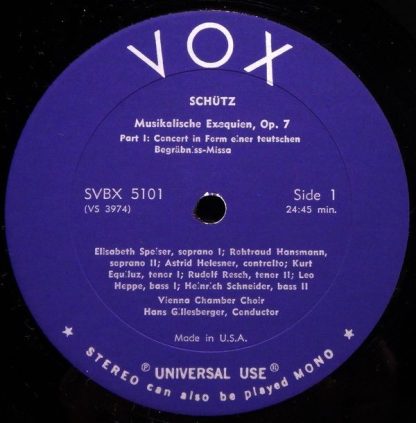 VOX
SCHÜTZ
Musikalische Exequien, Op. 7
Part I: Concert in Form einer teutschen
Begräbniss-Missa
SVBX 5101
(VS 3974)
Side 1
24:45 min.
Elisabeth Speiser, soprano I; Rohtraud Hansmann,
soprano II; Astrid Helesner, contralto; Kurt
Equiluz, tenor I; Rudolf Resch, tenor II; Leo
Heppe, bass I; Heinrich Schneider, bass II
Vienna Chamber Choir
Hans Gillesberger, Conductor
Made in U.S.A.
℗ UNIVERSAL USE ®
★ STEREO can also be played MONO ★